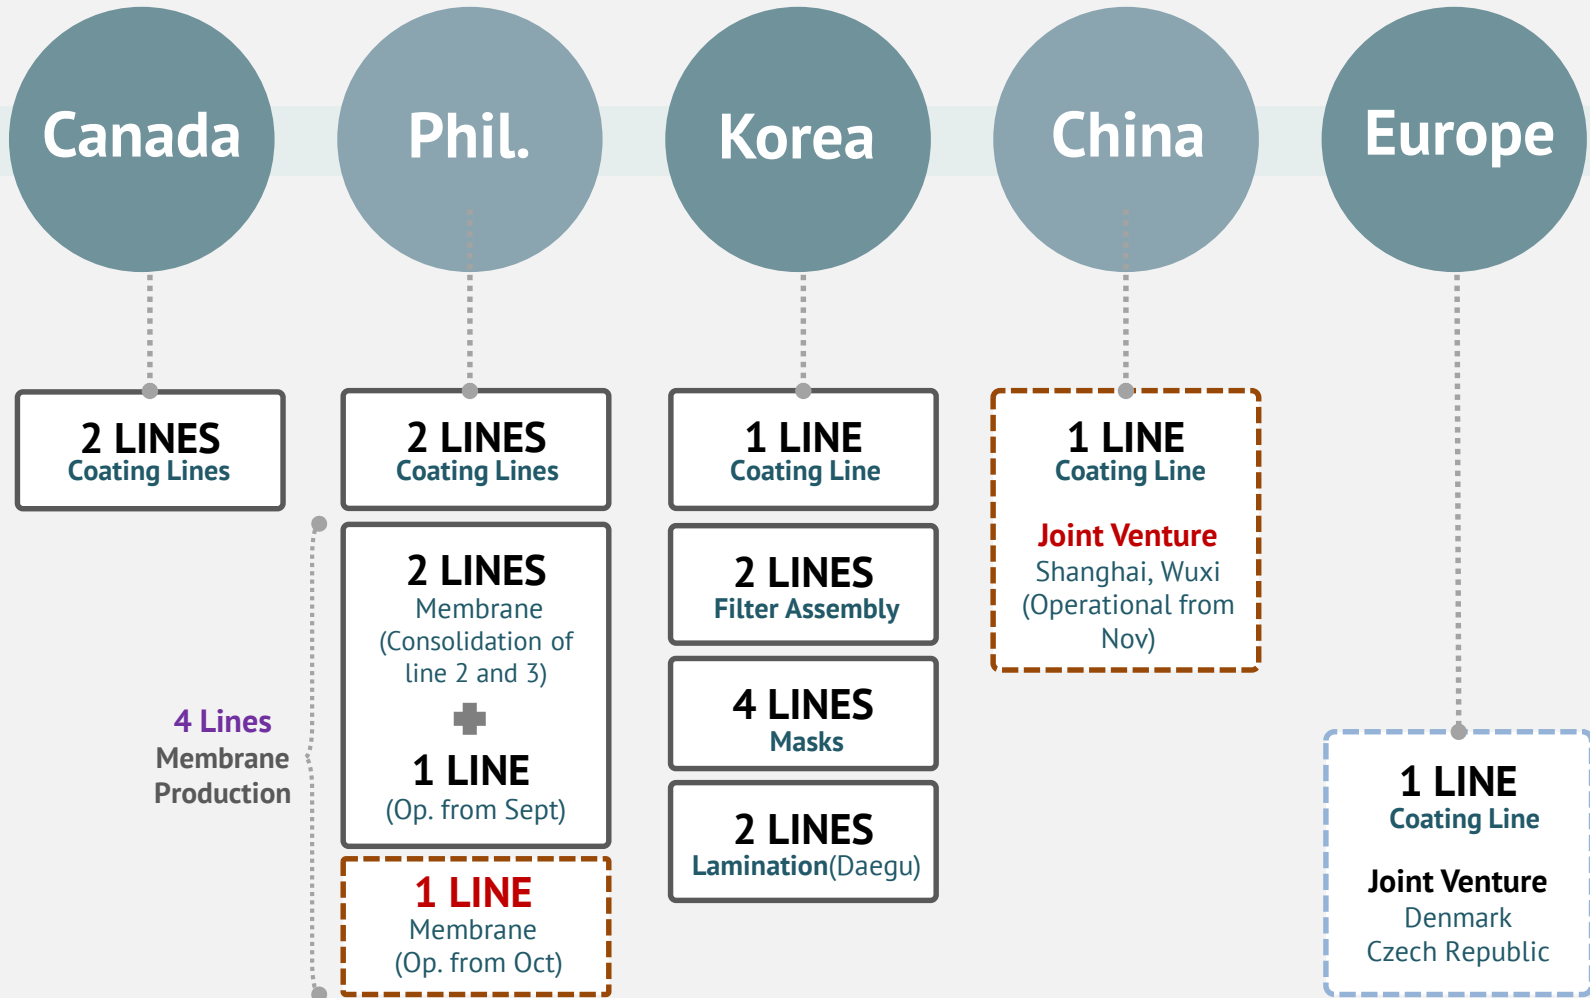 Canada
Phil.
Korea
China
Europe
2 LINES
Coating Lines
2 LINES
Coating Lines
2 LINES
Membrane
(Consolidation of
line 2 and 3)
1 LINE
(Op. from Sept)
1 LINE
Membrane
(Op. from Oct)
4 Lines
Membrane
Production
1 LINE
Coating Line
2 LINES
Filter Assembly
4 LINES
Masks
2 LINES
Lamination(Daegu)
1 LINE
Coating Line
Joint Venture
Shanghai, Wuxi
(Operational from
Nov)
1 LINE
Coating Line
Joint Venture
Denmark
Czech Republic